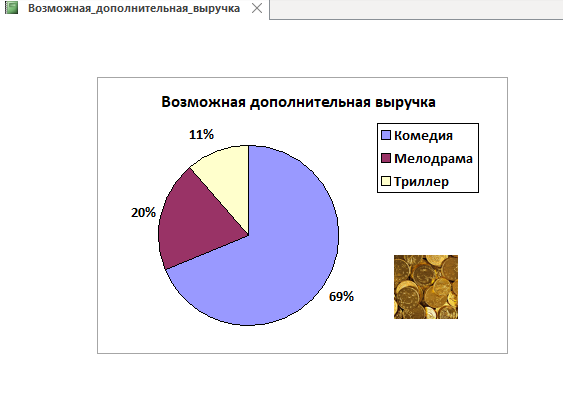 Возможная_дополнительная_выручка
Возможная дополнительная выручка
11%
Комедия
Мелодрама
Триллер
20%
69%